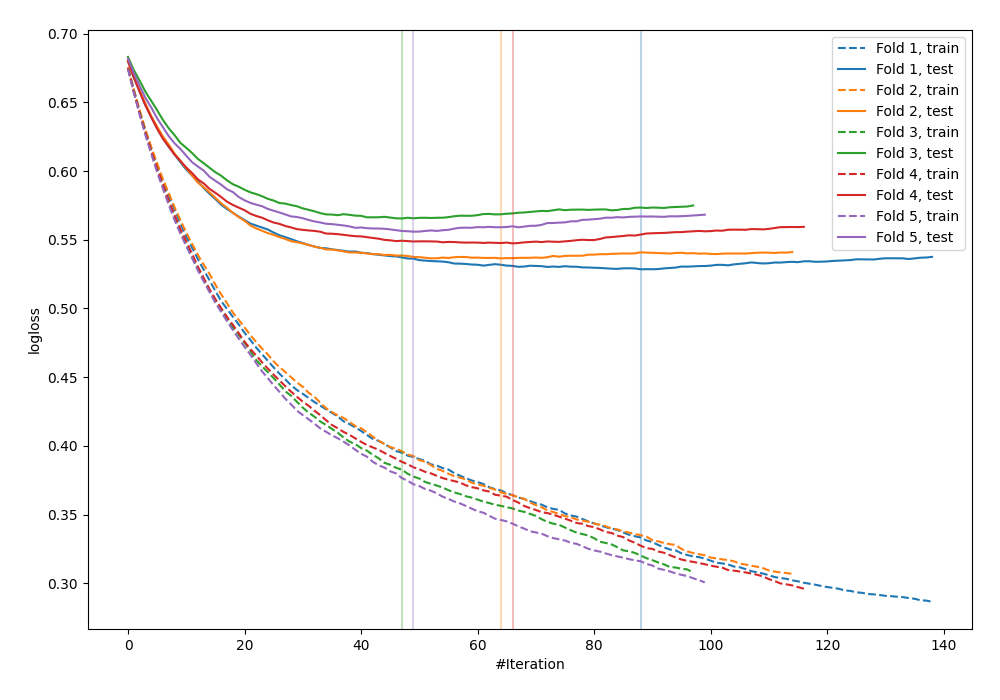 0.70
0.65
0.60
0.55
0.50
0.45
0.40
0.35
0.30
logloss
0
20
40
60
80
100
120
140
#Iteration
Fold 1, train
Fold 1, test
Fold 2, train
Fold 2, test
Fold 3, train
Fold 3, test
Fold 4, train
Fold 4, test
Fold 5, train
Fold 5, test